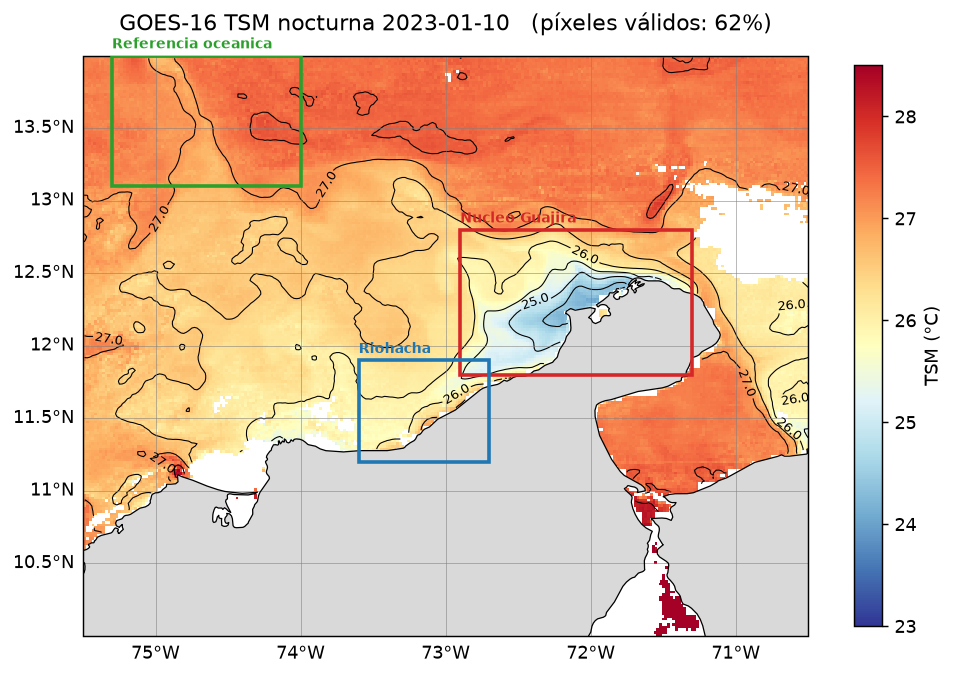 GOES-16 TSM nocturna 2023-01-10 (píxeles válidos: 62%)
Referencia oceanica
13.5°N
13°N
12.5°N
12°N
11.5°N
11°N
10.5°N
27.0
27.0
27.0
Nucleo Guajira
26.0
25.0
26.0
27.0
Riohacha
26.0
27.0
26.0
26.0
27.0
75°W
74°W
73°W
72°W
71°W
28
27
26
25
24
23
TSM (°C)